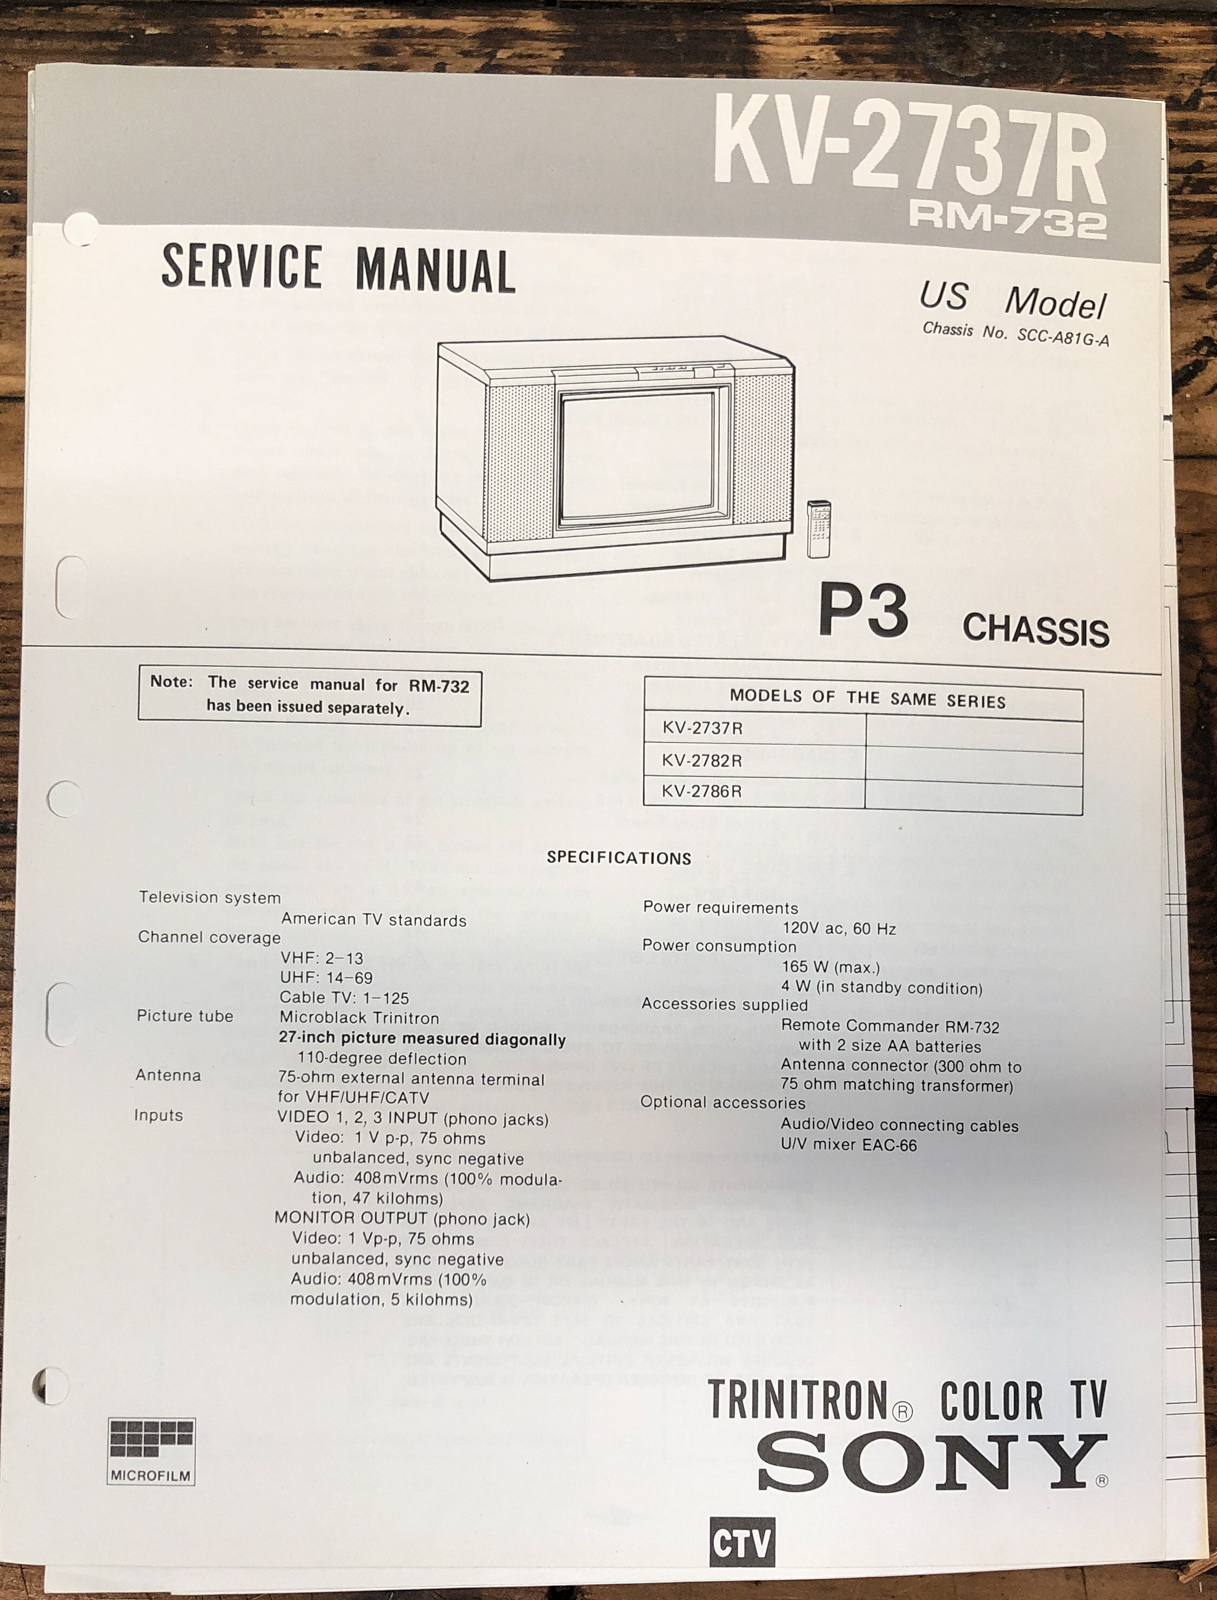 KV-2737R
RM-732
SERVICE MANUAL
US Model
Chassis No. SCC-A81G-A
P3 CHASSIS
Note: The service manual for RM-732
has been issued separately.
MODELS OF THE SAME SERIES
KV-2737R
KV-2782R
KV-2786R
SPECIFICATIONS
Television system
American TV standards
Channel coverage
VHF: 2-13
UHF: 14-69
Cable TV: 1-125
Picture tube Microblack Trinitron
27-inch picture measured diagonally
110-degree deflection
Antenna 75-ohm external antenna terminal
for VHF/UHF/CATV
Inputs VIDEO 1, 2, 3 INPUT (phono jacks)
Video: 1 V p-p, 75 ohms
unbalanced, sync negative
Audio: 408mVrms (100% modula-
tion, 47 kilohms)
MONITOR OUTPUT (phono jack)
Video: 1 Vp-p, 75 ohms
unbalanced, sync negative
Audio: 408mVrms (100%
modulation, 5 kilohms)
Power requirements
120V ac, 60 Hz
Power consumption
165 W (max.)
4 W (in standby condition)
Accessories supplied
Remote Commander RM-732
with 2 size AA batteries
Antenna connector (300 ohm to
75 ohm matching transformer)
Optional accessories
Audio/Video connecting cables
U/V mixer EAC-66
TRINITRON® COLOR TV
SONY®
MICROFILM
CTV